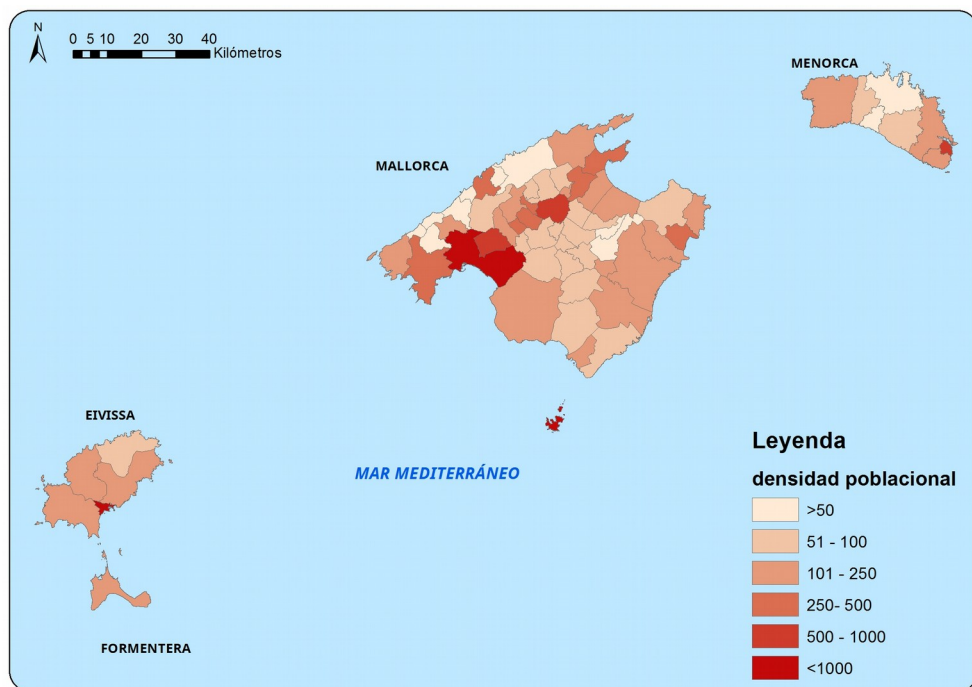 N
0 5 10 20 30 40
Kilómetros
MENORCA
MALLORCA
EIVISSA
MAR MEDITERRÁNEO
FORMENTERA
Leyenda
densidad poblacional
>50
51 - 100
101 - 250
250- 500
500 - 1000
<1000